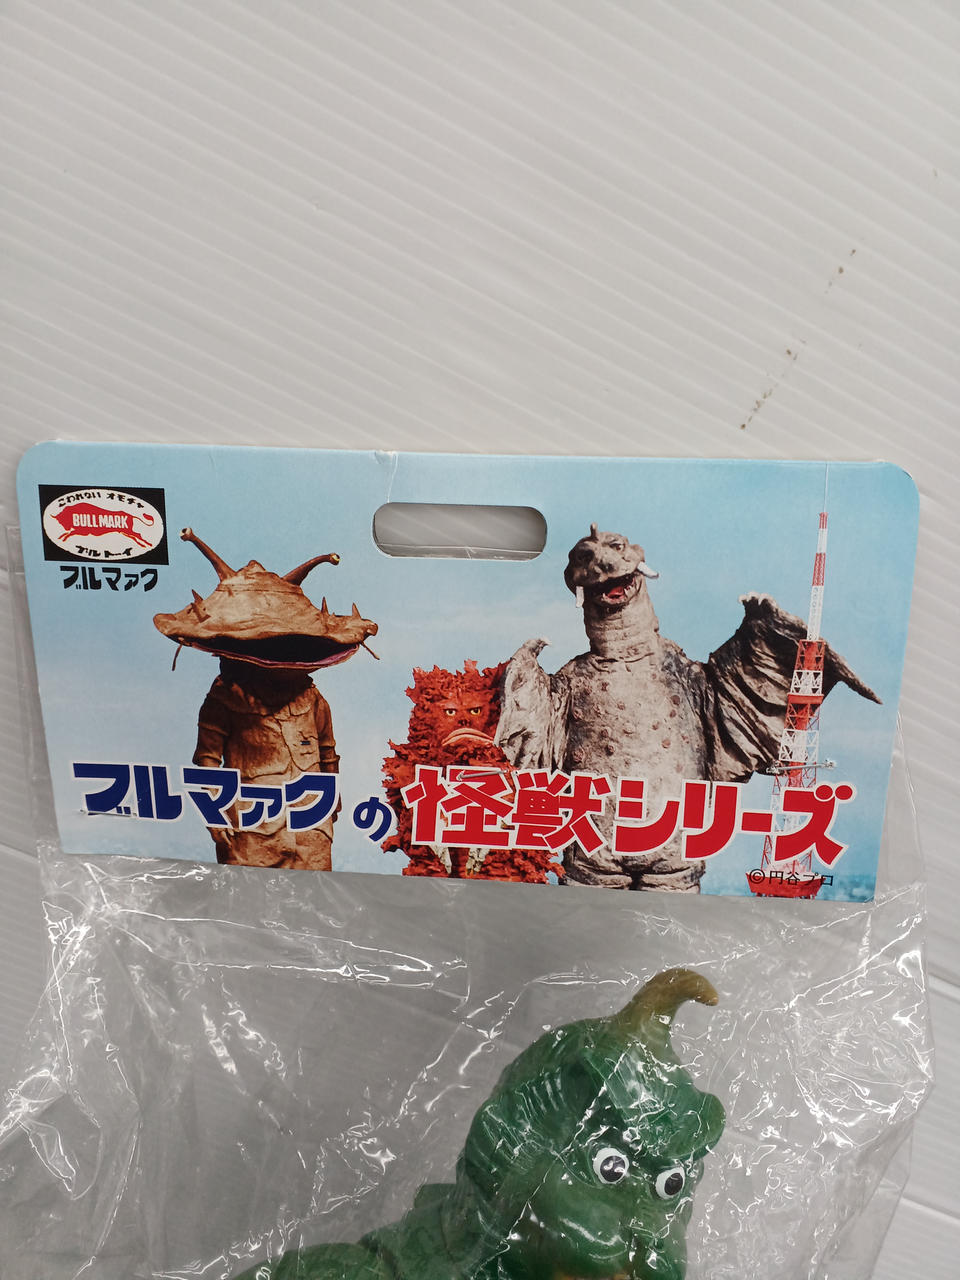 こわれない オモチャ
BULLMARK
ブルトーイ
ブルマァク
ブルマァクの怪獣シリーズ
©円谷プロ